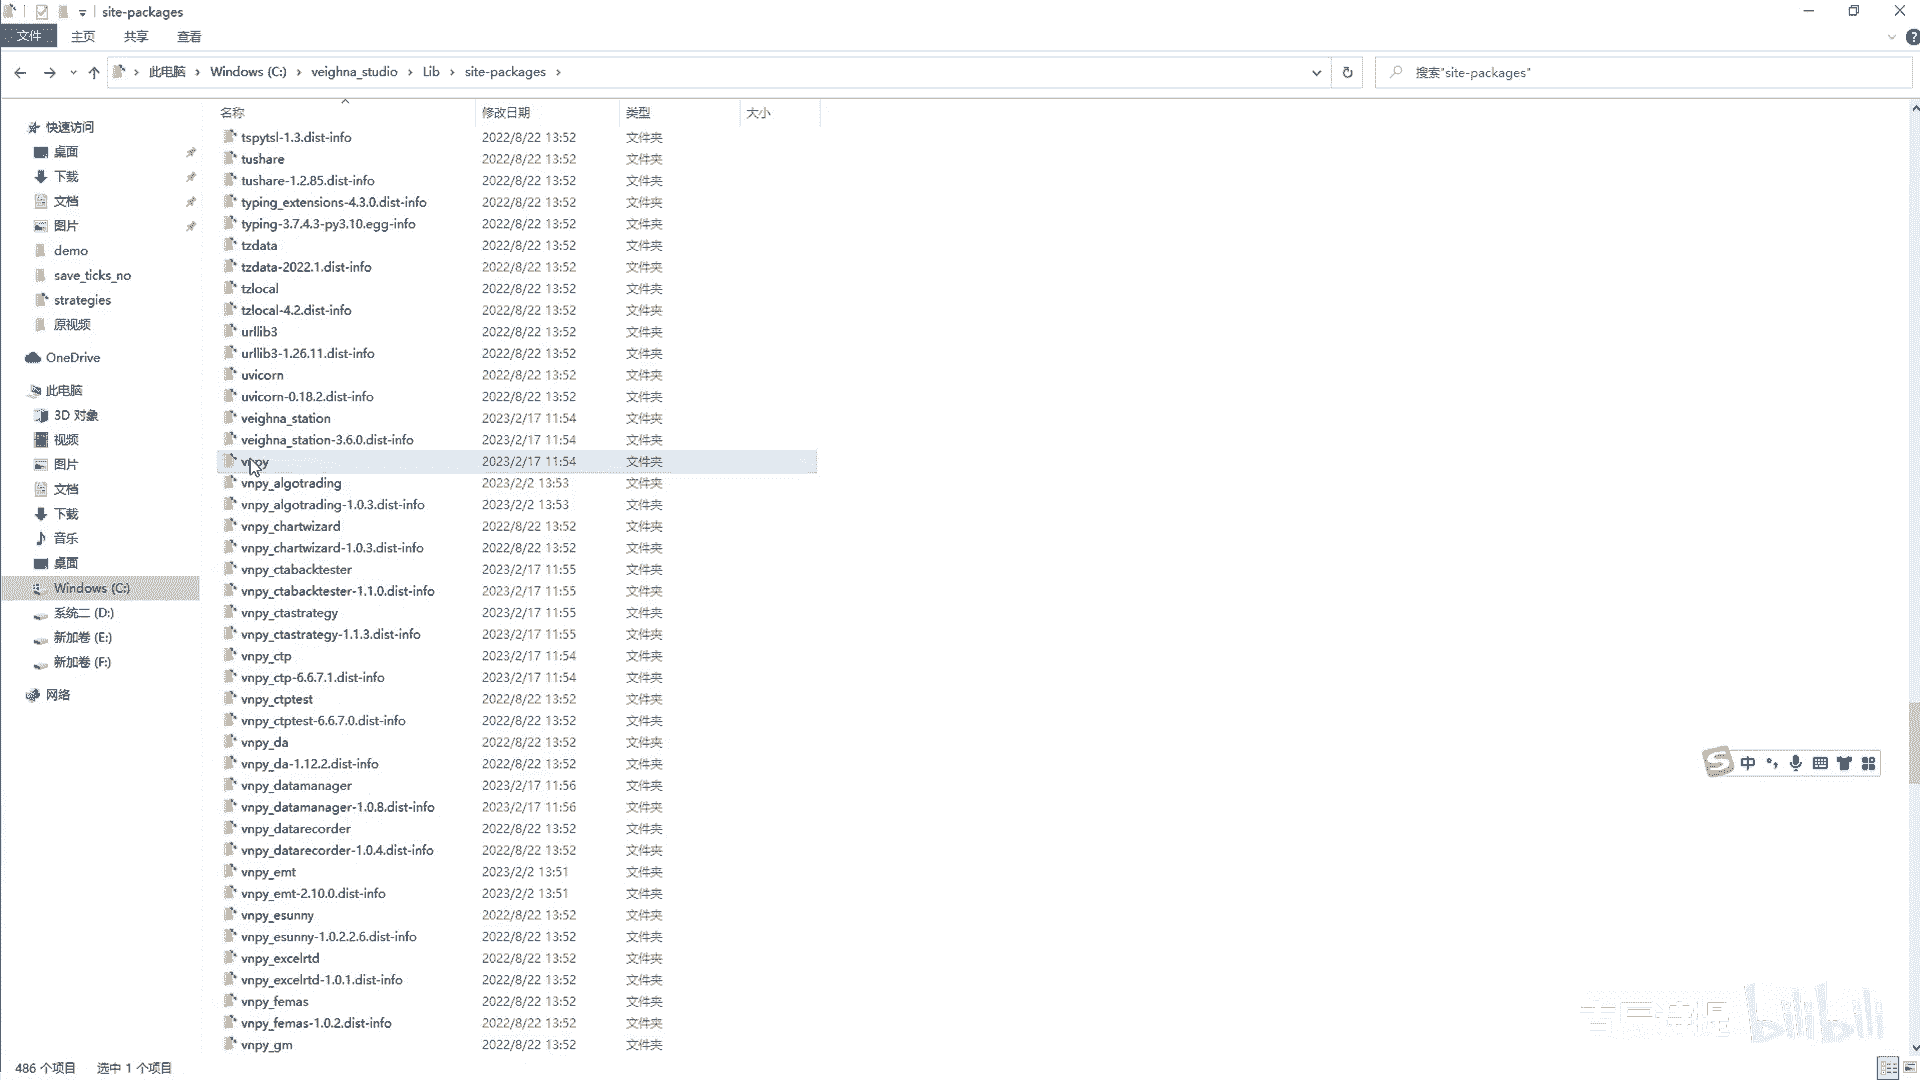 site-packages
文件 主页 共享 查看
此电脑 › Windows (C:) › veighna_studio › Lib › site-packages ›
搜索"site-packages"
名称 修改日期 类型 大小
快速访问
桌面
下载
文档
图片
demo
save_ticks_no
strategies
原视频
OneDrive
此电脑
3D 对象
视频
图片
文档
下载
音乐
桌面
Windows (C:)
系统二 (D:)
新加卷 (E:)
新加卷 (F:)
网络
tspytsl-1.3.dist-info 2022/8/22 13:52 文件夹
tushare 2022/8/22 13:52 文件夹
tushare-1.2.85.dist-info 2022/8/22 13:52 文件夹
typing_extensions-4.3.0.dist-info 2022/8/22 13:52 文件夹
typing-3.7.4.3-py3.10.egg-info 2022/8/22 13:52 文件夹
tzdata 2022/8/22 13:52 文件夹
tzdata-2022.1.dist-info 2022/8/22 13:52 文件夹
tzlocal 2022/8/22 13:52 文件夹
tzlocal-4.2.dist-info 2022/8/22 13:52 文件夹
urllib3 2022/8/22 13:52 文件夹
urllib3-1.26.11.dist-info 2022/8/22 13:52 文件夹
uvicorn 2022/8/22 13:52 文件夹
uvicorn-0.18.2.dist-info 2022/8/22 13:52 文件夹
veighna_station 2023/2/17 11:54 文件夹
veighna_station-3.6.0.dist-info 2023/2/17 11:54 文件夹
vnpy 2023/2/17 11:54 文件夹
vnpy_algotrading 2023/2/2 13:53 文件夹
vnpy_algotrading-1.0.3.dist-info 2023/2/2 13:53 文件夹
vnpy_chartwizard 2022/8/22 13:52 文件夹
vnpy_chartwizard-1.0.3.dist-info 2022/8/22 13:52 文件夹
vnpy_ctabacktester 2023/2/17 11:55 文件夹
vnpy_ctabacktester-1.1.0.dist-info 2023/2/17 11:55 文件夹
vnpy_ctastrategy 2023/2/17 11:55 文件夹
vnpy_ctastrategy-1.1.3.dist-info 2023/2/17 11:55 文件夹
vnpy_ctp 2023/2/17 11:54 文件夹
vnpy_ctp-6.6.7.1.dist-info 2023/2/17 11:54 文件夹
vnpy_ctptest 2022/8/22 13:52 文件夹
vnpy_ctptest-6.6.7.0.dist-info 2022/8/22 13:52 文件夹
vnpy_da 2022/8/22 13:52 文件夹
vnpy_da-1.12.2.dist-info 2022/8/22 13:52 文件夹
vnpy_datamanager 2023/2/17 11:56 文件夹
vnpy_datamanager-1.0.8.dist-info 2023/2/17 11:56 文件夹
vnpy_datarecorder 2022/8/22 13:52 文件夹
vnpy_datarecorder-1.0.4.dist-info 2022/8/22 13:52 文件夹
vnpy_emt 2023/2/2 13:51 文件夹
vnpy_emt-2.10.0.dist-info 2023/2/2 13:51 文件夹
vnpy_esunny 2022/8/22 13:52 文件夹
vnpy_esunny-1.0.2.2.6.dist-info 2022/8/22 13:52 文件夹
vnpy_excelrtd 2022/8/22 13:52 文件夹
vnpy_excelrtd-1.0.1.dist-info 2022/8/22 13:52 文件夹
vnpy_femas 2022/8/22 13:52 文件夹
vnpy_femas-1.0.2.dist-info 2022/8/22 13:52 文件夹
vnpy_gm 2022/8/22 13:52 文件夹
中
bilibili
486 个项目 选中 1 个项目